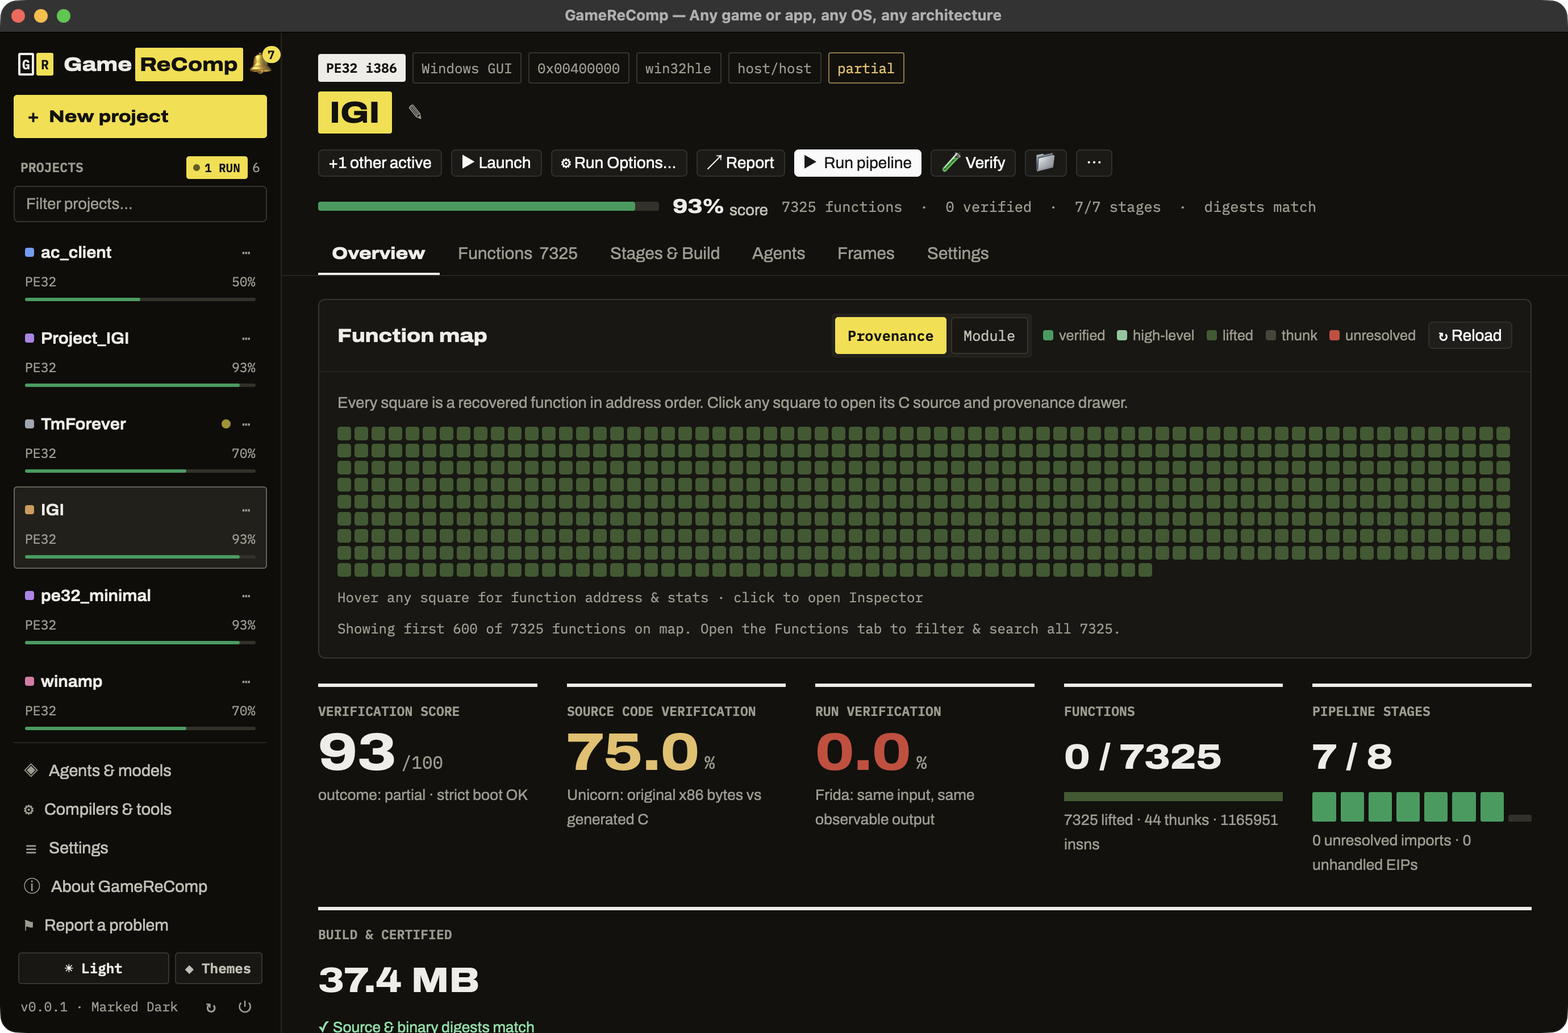 GameReComp — Any game or app, any OS, any architecture
GR Game ReComp 7
+ New project
PROJECTS 1 RUN 6
Filter projects...
ac_client ...
PE32 50%
Project_IGI ...
PE32 93%
TmForever ...
PE32 70%
IGI ...
PE32 93%
pe32_minimal ...
PE32 93%
winamp ...
PE32 70%
Agents & models
Compilers & tools
Settings
About GameReComp
Report a problem
Light Themes
v0.0.1 · Marked Dark
PE32 i386 Windows GUI 0x00400000 win32hle host/host partial
IGI
+1 other active Launch Run Options... Report Run pipeline Verify ...
93% score 7325 functions · 0 verified · 7/7 stages · digests match
Overview Functions 7325 Stages & Build Agents Frames Settings
Function map Provenance Module verified high-level lifted thunk unresolved Reload
Every square is a recovered function in address order. Click any square to open its C source and provenance drawer.
Hover any square for function address & stats · click to open Inspector
Showing first 600 of 7325 functions on map. Open the Functions tab to filter & search all 7325.
VERIFICATION SCORE
93 /100
outcome: partial · strict boot OK
SOURCE CODE VERIFICATION
75.0 %
Unicorn: original x86 bytes vs
generated C
RUN VERIFICATION
0.0 %
Frida: same input, same
observable output
FUNCTIONS
0 / 7325
7325 lifted · 44 thunks · 1165951
insns
PIPELINE STAGES
7 / 8
0 unresolved imports · 0
unhandled EIPs
BUILD & CERTIFIED
37.4 MB
✓ Source & binary digests match